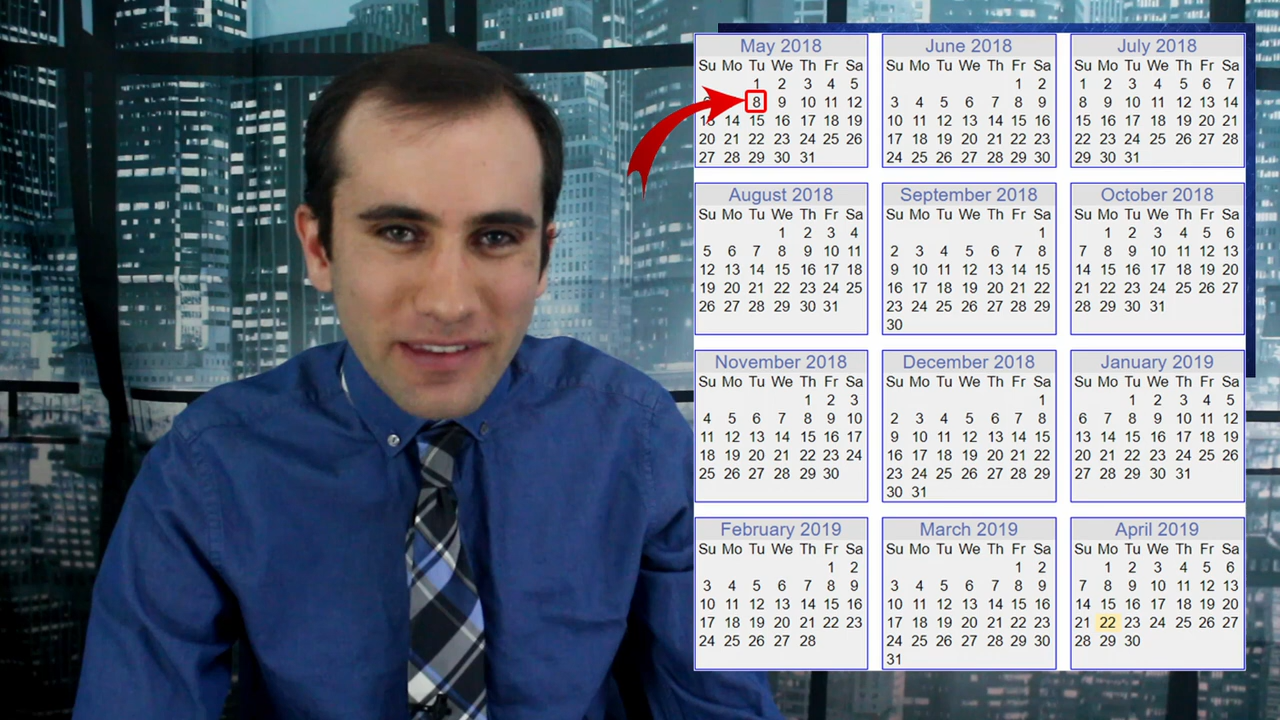 May 2018
Su Mo Tu We Th Fr Sa
1 2 3 4 5
8 9 10 11 12
13 14 15 16 17 18 19
20 21 22 23 24 25 26
27 28 29 30 31
June 2018
Su Mo Tu We Th Fr Sa
1 2
3 4 5 6 7 8 9
10 11 12 13 14 15 16
17 18 19 20 21 22 23
24 25 26 27 28 29 30
July 2018
Su Mo Tu We Th Fr Sa
1 2 3 4 5 6 7
8 9 10 11 12 13 14
15 16 17 18 19 20 21
22 23 24 25 26 27 28
29 30 31
August 2018
Su Mo Tu We Th Fr Sa
1 2 3 4
5 6 7 8 9 10 11
12 13 14 15 16 17 18
19 20 21 22 23 24 25
26 27 28 29 30 31
September 2018
Su Mo Tu We Th Fr Sa
1
2 3 4 5 6 7 8
9 10 11 12 13 14 15
16 17 18 19 20 21 22
23 24 25 26 27 28 29
30
October 2018
Su Mo Tu We Th Fr Sa
1 2 3 4 5 6
7 8 9 10 11 12 13
14 15 16 17 18 19 20
21 22 23 24 25 26 27
28 29 30 31
November 2018
Su Mo Tu We Th Fr Sa
1 2 3
4 5 6 7 8 9 10
11 12 13 14 15 16 17
18 19 20 21 22 23 24
25 26 27 28 29 30
December 2018
Su Mo Tu We Th Fr Sa
1
2 3 4 5 6 7 8
9 10 11 12 13 14 15
16 17 18 19 20 21 22
23 24 25 26 27 28 29
30 31
January 2019
Su Mo Tu We Th Fr Sa
1 2 3 4 5
6 7 8 9 10 11 12
13 14 15 16 17 18 19
20 21 22 23 24 25 26
27 28 29 30 31
February 2019
Su Mo Tu We Th Fr Sa
1 2
3 4 5 6 7 8 9
10 11 12 13 14 15 16
17 18 19 20 21 22 23
24 25 26 27 28
March 2019
Su Mo Tu We Th Fr Sa
1 2
3 4 5 6 7 8 9
10 11 12 13 14 15 16
17 18 19 20 21 22 23
24 25 26 27 28 29 30
31
April 2019
Su Mo Tu We Th Fr Sa
1 2 3 4 5 6
7 8 9 10 11 12 13
14 15 16 17 18 19 20
21 22 23 24 25 26 27
28 29 30